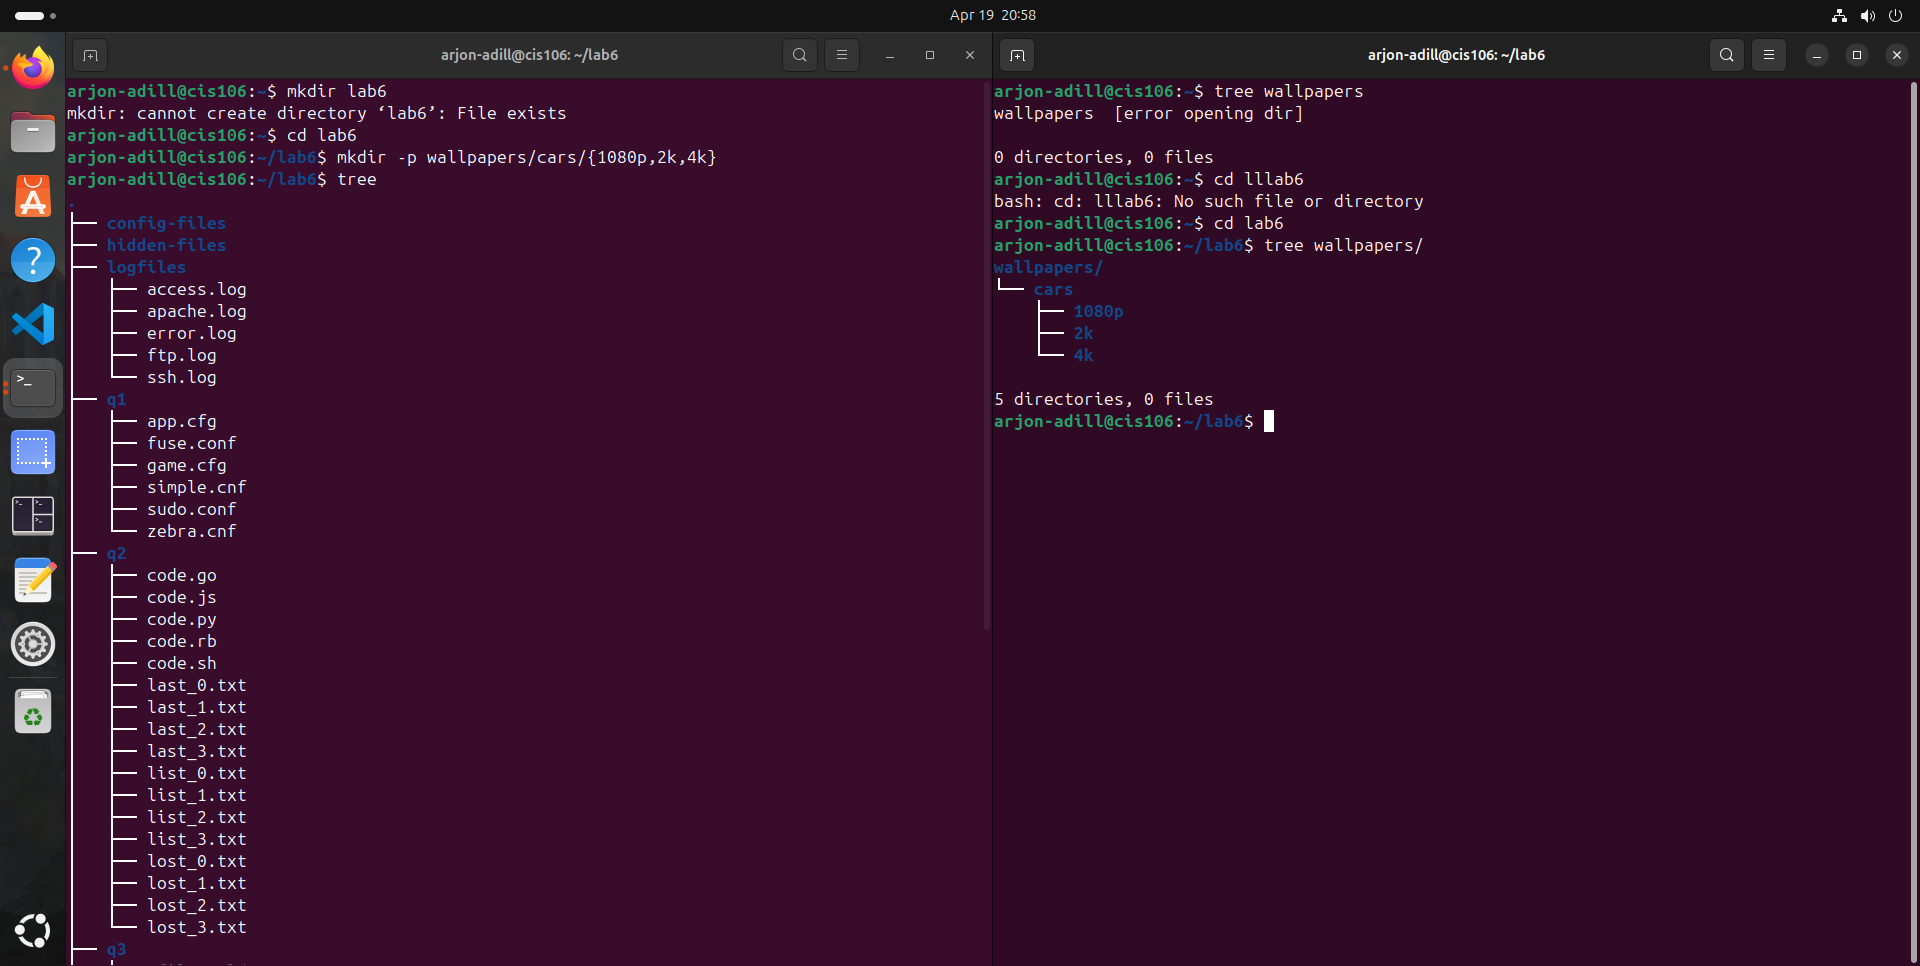 Apr 19 20:58
arjon-adill@cis106: ~/lab6
arjon-adill@cis106:~$ mkdir lab6
mkdir: cannot create directory ‘lab6’: File exists
arjon-adill@cis106:~$ cd lab6
arjon-adill@cis106:~/lab6$ mkdir -p wallpapers/cars/{1080p,2k,4k}
arjon-adill@cis106:~/lab6$ tree
.
├── config-files
├── hidden-files
├── logfiles
│   ├── access.log
│   ├── apache.log
│   ├── error.log
│   ├── ftp.log
│   └── ssh.log
├── q1
│   ├── app.cfg
│   ├── fuse.conf
│   ├── game.cfg
│   ├── simple.cnf
│   ├── sudo.conf
│   └── zebra.cnf
├── q2
│   ├── code.go
│   ├── code.js
│   ├── code.py
│   ├── code.rb
│   ├── code.sh
│   ├── last_0.txt
│   ├── last_1.txt
│   ├── last_2.txt
│   ├── last_3.txt
│   ├── list_0.txt
│   ├── list_1.txt
│   ├── list_2.txt
│   ├── list_3.txt
│   ├── lost_0.txt
│   ├── lost_1.txt
│   ├── lost_2.txt
│   └── lost_3.txt
├── q3
arjon-adill@cis106: ~/lab6
arjon-adill@cis106:~$ tree wallpapers
wallpapers  [error opening dir]
0 directories, 0 files
arjon-adill@cis106:~$ cd lllab6
bash: cd: lllab6: No such file or directory
arjon-adill@cis106:~$ cd lab6
arjon-adill@cis106:~/lab6$ tree wallpapers/
wallpapers/
└── cars
    ├── 1080p
    ├── 2k
    └── 4k
5 directories, 0 files
arjon-adill@cis106:~/lab6$